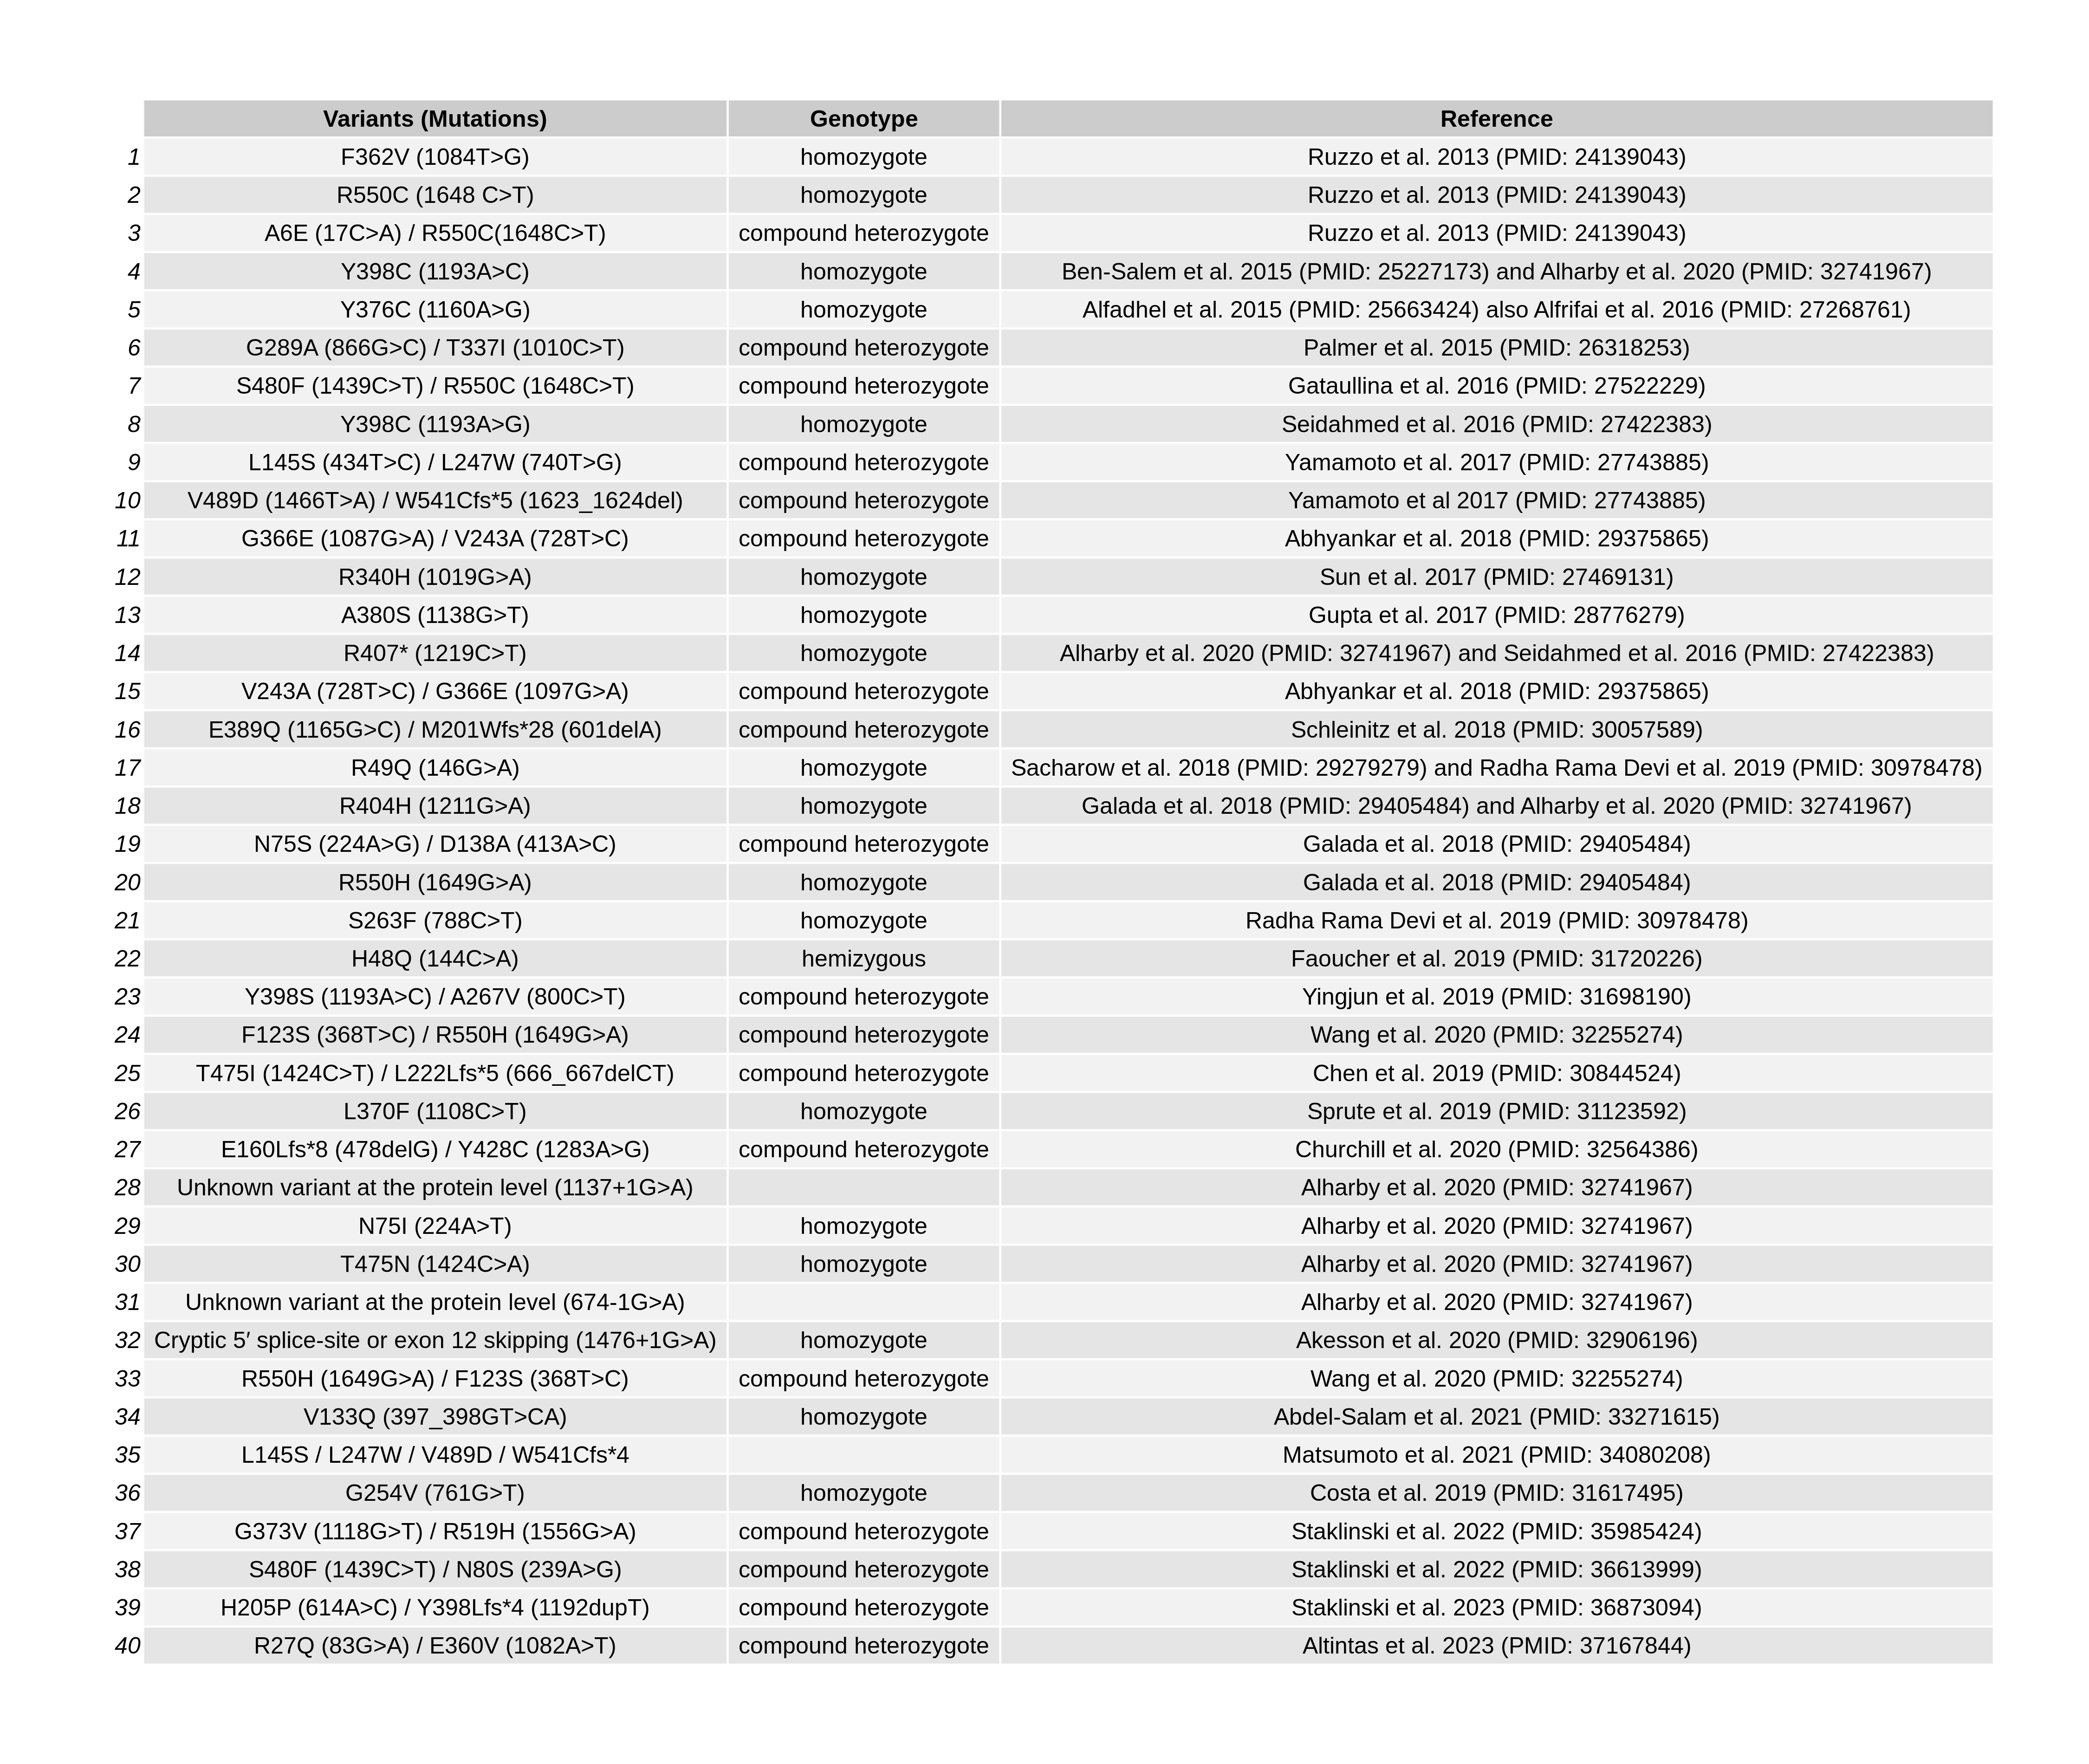 Variants (Mutations) Genotype Reference
1 F362V (1084T>G) homozygote Ruzzo et al. 2013 (PMID: 24139043)
2 R550C (1648 C>T) homozygote Ruzzo et al. 2013 (PMID: 24139043)
3 A6E (17C>A) / R550C(1648C>T) compound heterozygote Ruzzo et al. 2013 (PMID: 24139043)
4 Y398C (1193A>C) homozygote Ben-Salem et al. 2015 (PMID: 25227173) and Alharby et al. 2020 (PMID: 32741967)
5 Y376C (1160A>G) homozygote Alfadhel et al. 2015 (PMID: 25663424) also Alfrifai et al. 2016 (PMID: 27268761)
6 G289A (866G>C) / T337I (1010C>T) compound heterozygote Palmer et al. 2015 (PMID: 26318253)
7 S480F (1439C>T) / R550C (1648C>T) compound heterozygote Gataullina et al. 2016 (PMID: 27522229)
8 Y398C (1193A>G) homozygote Seidahmed et al. 2016 (PMID: 27422383)
9 L145S (434T>C) / L247W (740T>G) compound heterozygote Yamamoto et al. 2017 (PMID: 27743885)
10 V489D (1466T>A) / W541Cfs*5 (1623_1624del) compound heterozygote Yamamoto et al 2017 (PMID: 27743885)
11 G366E (1087G>A) / V243A (728T>C) compound heterozygote Abhyankar et al. 2018 (PMID: 29375865)
12 R340H (1019G>A) homozygote Sun et al. 2017 (PMID: 27469131)
13 A380S (1138G>T) homozygote Gupta et al. 2017 (PMID: 28776279)
14 R407* (1219C>T) homozygote Alharby et al. 2020 (PMID: 32741967) and Seidahmed et al. 2016 (PMID: 27422383)
15 V243A (728T>C) / G366E (1097G>A) compound heterozygote Abhyankar et al. 2018 (PMID: 29375865)
16 E389Q (1165G>C) / M201Wfs*28 (601delA) compound heterozygote Schleinitz et al. 2018 (PMID: 30057589)
17 R49Q (146G>A) homozygote Sacharow et al. 2018 (PMID: 29279279) and Radha Rama Devi et al. 2019 (PMID: 30978478)
18 R404H (1211G>A) homozygote Galada et al. 2018 (PMID: 29405484) and Alharby et al. 2020 (PMID: 32741967)
19 N75S (224A>G) / D138A (413A>C) compound heterozygote Galada et al. 2018 (PMID: 29405484)
20 R550H (1649G>A) homozygote Galada et al. 2018 (PMID: 29405484)
21 S263F (788C>T) homozygote Radha Rama Devi et al. 2019 (PMID: 30978478)
22 H48Q (144C>A) hemizygous Faoucher et al. 2019 (PMID: 31720226)
23 Y398S (1193A>C) / A267V (800C>T) compound heterozygote Yingjun et al. 2019 (PMID: 31698190)
24 F123S (368T>C) / R550H (1649G>A) compound heterozygote Wang et al. 2020 (PMID: 32255274)
25 T475I (1424C>T) / L222Lfs*5 (666_667delCT) compound heterozygote Chen et al. 2019 (PMID: 30844524)
26 L370F (1108C>T) homozygote Sprute et al. 2019 (PMID: 31123592)
27 E160Lfs*8 (478delG) / Y428C (1283A>G) compound heterozygote Churchill et al. 2020 (PMID: 32564386)
28 Unknown variant at the protein level (1137+1G>A) Alharby et al. 2020 (PMID: 32741967)
29 N75I (224A>T) homozygote Alharby et al. 2020 (PMID: 32741967)
30 T475N (1424C>A) homozygote Alharby et al. 2020 (PMID: 32741967)
31 Unknown variant at the protein level (674-1G>A) Alharby et al. 2020 (PMID: 32741967)
32 Cryptic 5′ splice-site or exon 12 skipping (1476+1G>A) homozygote Akesson et al. 2020 (PMID: 32906196)
33 R550H (1649G>A) / F123S (368T>C) compound heterozygote Wang et al. 2020 (PMID: 32255274)
34 V133Q (397_398GT>CA) homozygote Abdel-Salam et al. 2021 (PMID: 33271615)
35 L145S / L247W / V489D / W541Cfs*4 Matsumoto et al. 2021 (PMID: 34080208)
36 G254V (761G>T) homozygote Costa et al. 2019 (PMID: 31617495)
37 G373V (1118G>T) / R519H (1556G>A) compound heterozygote Staklinski et al. 2022 (PMID: 35985424)
38 S480F (1439C>T) / N80S (239A>G) compound heterozygote Staklinski et al. 2022 (PMID: 36613999)
39 H205P (614A>C) / Y398Lfs*4 (1192dupT) compound heterozygote Staklinski et al. 2023 (PMID: 36873094)
40 R27Q (83G>A) / E360V (1082A>T) compound heterozygote Altintas et al. 2023 (PMID: 37167844)